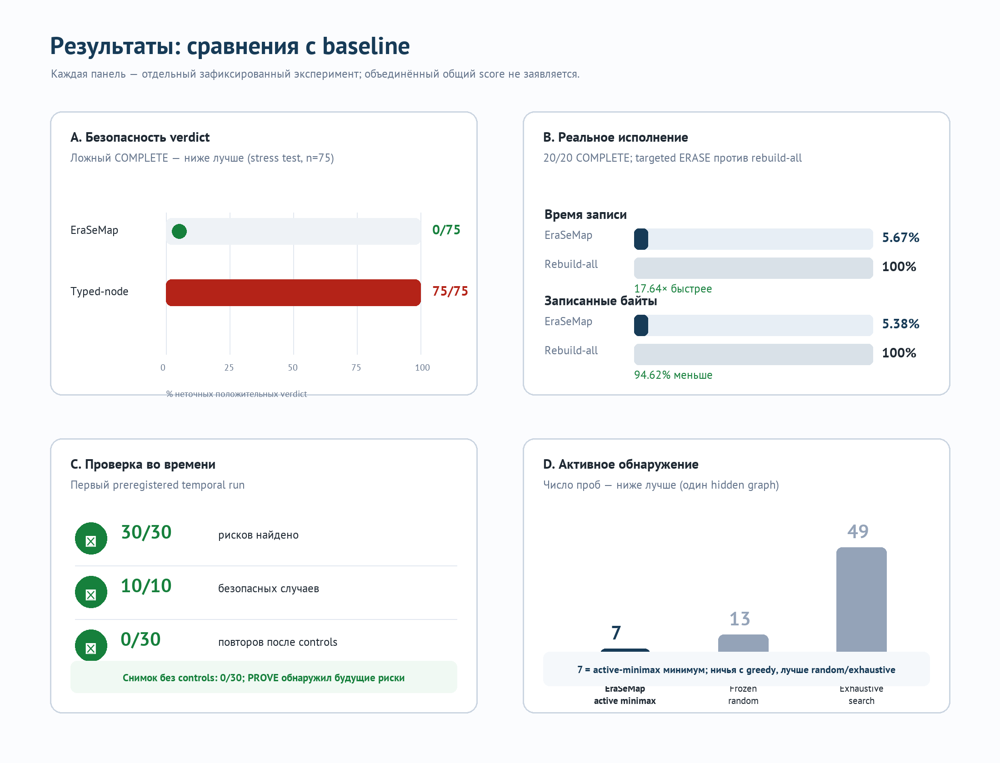 Результаты: сравнения с baseline
Каждая панель — отдельный зафиксированный эксперимент; объединённый общий score не заявляется.
A. Безопасность verdict
Ложный COMPLETE — ниже лучше (stress test, n=75)
EraSeMap
0/75
Typed-node
75/75
0 25 50 75 100
% неточных положительных verdict
B. Реальное исполнение
20/20 COMPLETE; targeted ERASE против rebuild-all
Время записи
EraSeMap
5.67%
Rebuild-all
100%
17.64× быстрее
Записанные байты
EraSeMap
5.38%
Rebuild-all
100%
94.62% меньше
C. Проверка во времени
Первый preregistered temporal run
30/30
рисков найдено
10/10
безопасных случаев
0/30
повторов после controls
Снимок без controls: 0/30; PROVE обнаружил будущие риски
D. Активное обнаружение
Число проб — ниже лучше (один hidden graph)
49
13
7
7 = active-minimax минимум; ничья с greedy, лучше random/exhaustive
EraSeMap
active minimax
Frozen
random
Exhaustive
search